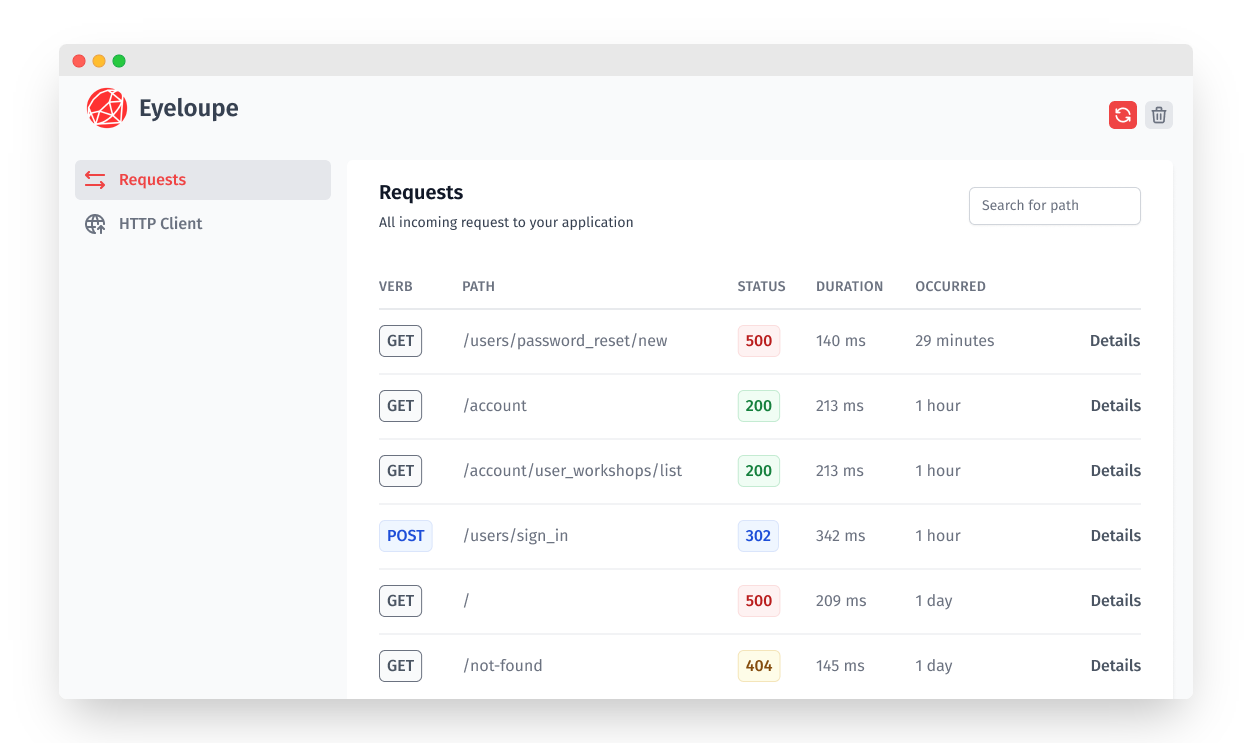 Eyeloupe
Requests
HTTP Client
Requests
All incoming request to your application
Search for path
VERB PATH STATUS DURATION OCCURRED
GET /users/password_reset/new 500 140 ms 29 minutes Details
GET /account 200 213 ms 1 hour Details
GET /account/user_workshops/list 200 213 ms 1 hour Details
POST /users/sign_in 302 342 ms 1 hour Details
GET / 500 209 ms 1 day Details
GET /not-found 404 145 ms 1 day Details